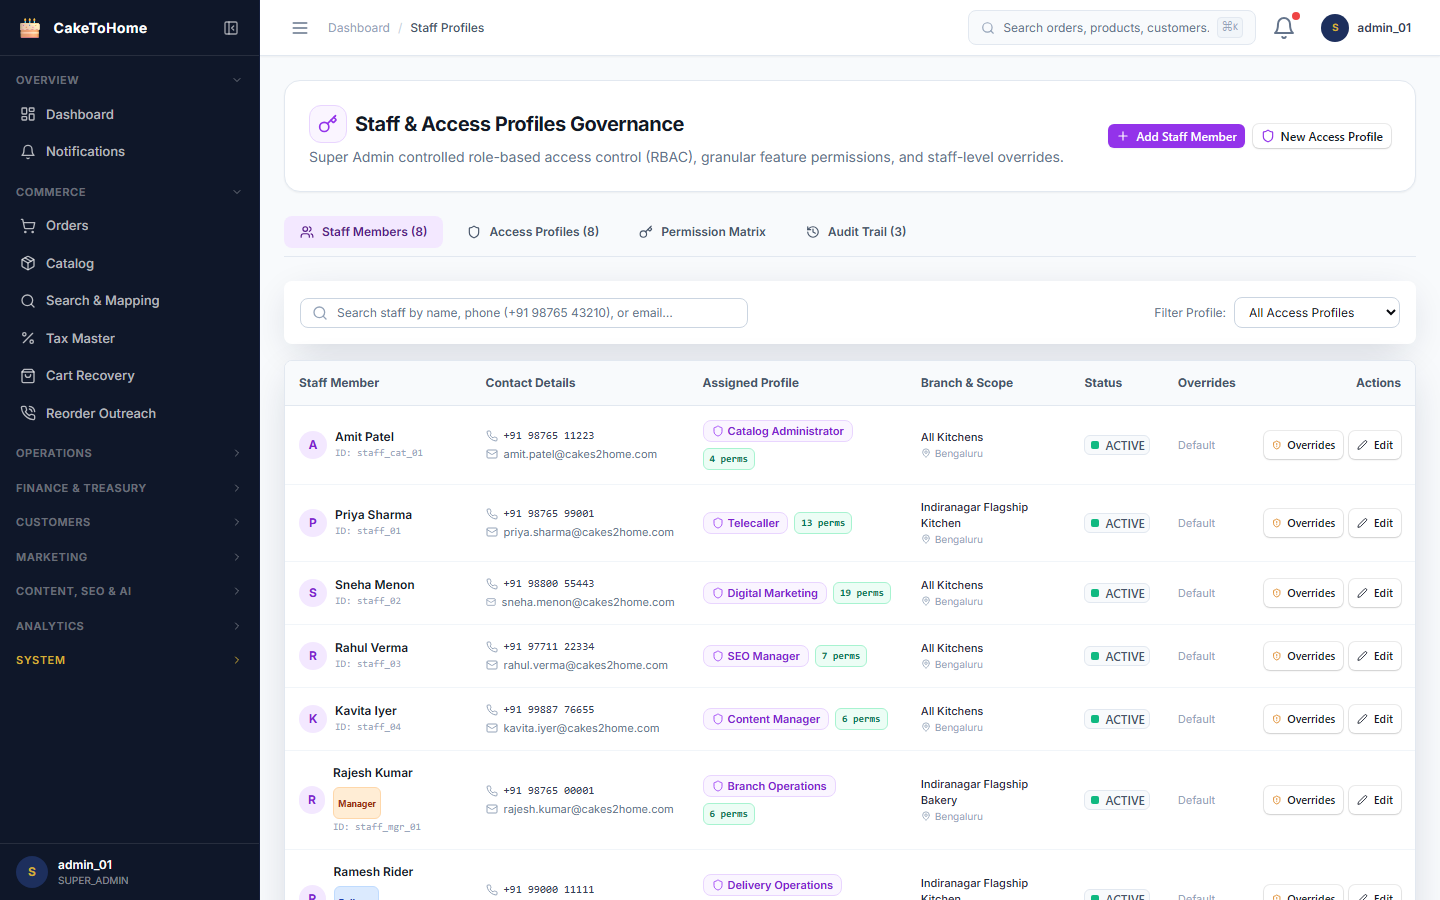 CakeToHome
Dashboard / Staff Profiles
Search orders, products, customers.
⌘K
S
admin_01
OVERVIEW
Dashboard
Notifications
COMMERCE
Orders
Catalog
Search & Mapping
Tax Master
Cart Recovery
Reorder Outreach
OPERATIONS
FINANCE & TREASURY
CUSTOMERS
MARKETING
CONTENT, SEO & AI
ANALYTICS
SYSTEM
S
admin_01
SUPER_ADMIN
Staff & Access Profiles Governance
Super Admin controlled role-based access control (RBAC), granular feature permissions, and staff-level overrides.
Add Staff Member
New Access Profile
Staff Members (8)
Access Profiles (8)
Permission Matrix
Audit Trail (3)
Search staff by name, phone (+91 98765 43210), or email...
Filter Profile:
All Access Profiles
Staff Member
Contact Details
Assigned Profile
Branch & Scope
Status
Overrides
Actions
A
Amit Patel
ID: staff_cat_01
+91 98765 11223
amit.patel@cakes2home.com
Catalog Administrator
4 perms
All Kitchens
Bengaluru
ACTIVE
Default
Overrides
Edit
P
Priya Sharma
ID: staff_01
+91 98765 99001
priya.sharma@cakes2home.com
Telecaller
13 perms
Indiranagar Flagship
Kitchen
Bengaluru
ACTIVE
Default
Overrides
Edit
S
Sneha Menon
ID: staff_02
+91 98800 55443
sneha.menon@cakes2home.com
Digital Marketing
19 perms
All Kitchens
Bengaluru
ACTIVE
Default
Overrides
Edit
R
Rahul Verma
ID: staff_03
+91 97711 22334
rahul.verma@cakes2home.com
SEO Manager
7 perms
All Kitchens
Bengaluru
ACTIVE
Default
Overrides
Edit
K
Kavita Iyer
ID: staff_04
+91 99887 76655
kavita.iyer@cakes2home.com
Content Manager
6 perms
All Kitchens
Bengaluru
ACTIVE
Default
Overrides
Edit
R
Rajesh Kumar
Manager
ID: staff_mgr_01
+91 98765 00001
rajesh.kumar@cakes2home.com
Branch Operations
6 perms
Indiranagar Flagship
Bakery
Bengaluru
ACTIVE
Default
Overrides
Edit
R
Ramesh Rider
+91 99000 11111
Delivery Operations
Indiranagar Flagship
Kitchen
ACTIVE
Default
Overrides
Edit